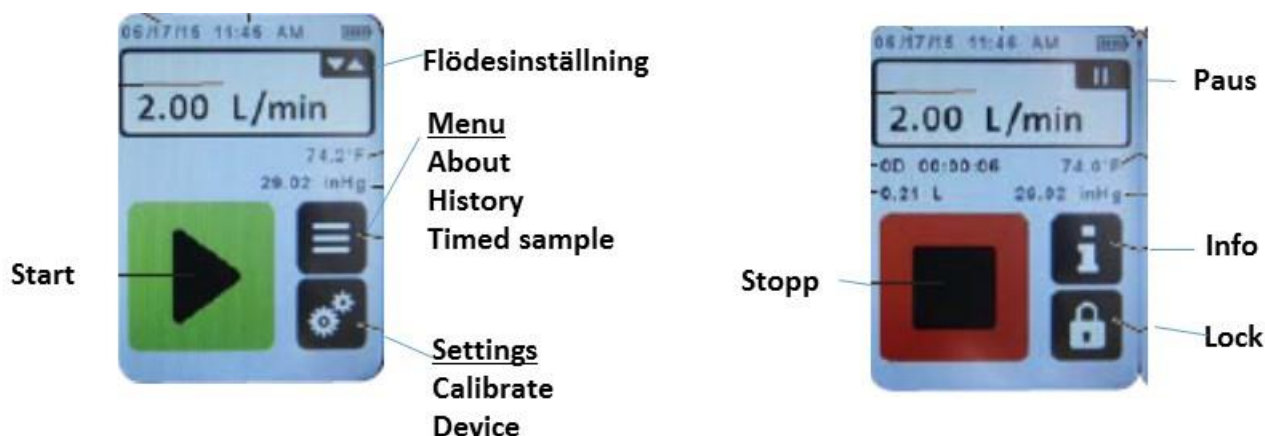 06/17/15 11:46 AM
2.00 L/min
74.2°F
29.02 inHg
Flödesinställning
Menu
About
History
Timed sample
Start
Settings
Calibrate
Device
06/17/15 11:46 AM
2.00 L/min
0D 00:00:06 74.0°F
0.21 L 29.02 inHg
Paus
Info
Stopp
Lock